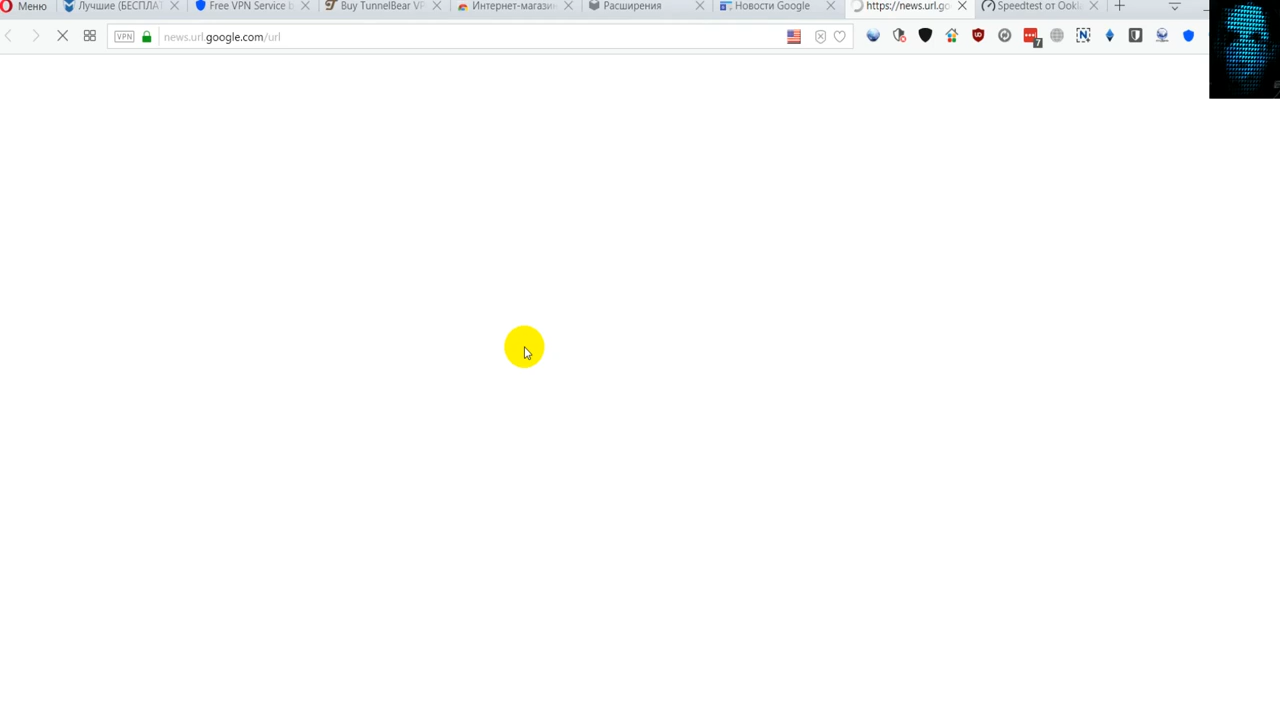 Меню
Лучшие (БЕСПЛАТ
Free VPN Service b
Buy TunnelBear VP
Интернет-магазин
Расширения
Новости Google
https://news.url.go
Speedtest от Ookl
VPN
news.url.google.com/url
7